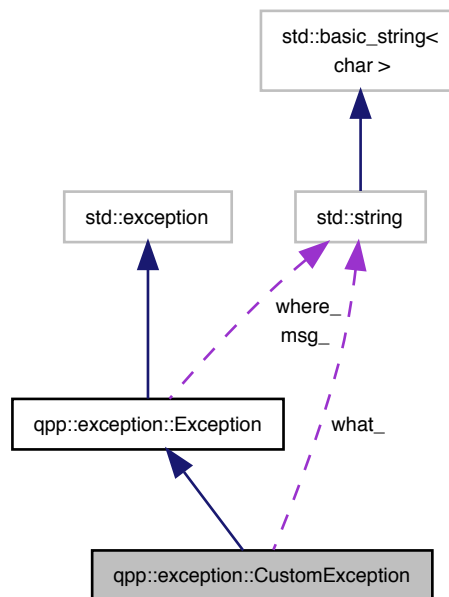 std::basic_string<
char >
std::exception
std::string
where_
msg_
qpp::exception::Exception
what_
qpp::exception::CustomException